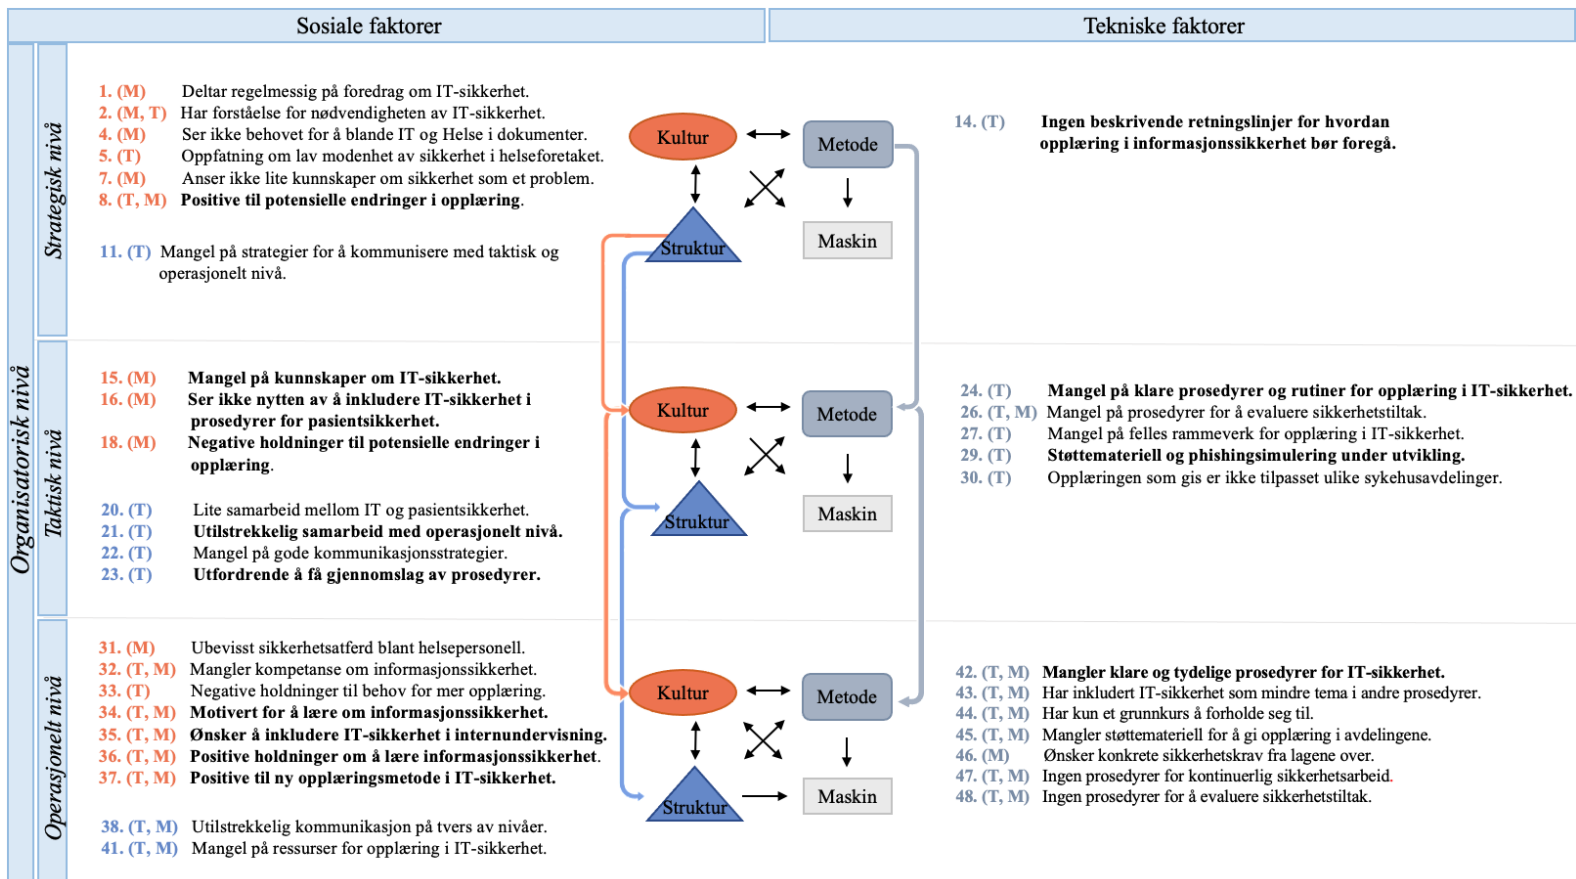 Sosiale faktorer
Tekniske faktorer
Organisatorisk nivå
Strategisk nivå
1. (M) Deltar regelmessig på foredrag om IT-sikkerhet.
2. (M, T) Har forståelse for nødvendigheten av IT-sikkerhet.
4. (M) Ser ikke behovet for å blande IT og Helse i dokumenter.
5. (T) Oppfatning om lav modenhet av sikkerhet i helseforetaket.
7. (M) Anser ikke lite kunnskaper om sikkerhet som et problem.
8. (T, M) Positive til potensielle endringer i opplæring.
11. (T) Mangel på strategier for å kommunisere med taktisk og
operasjonelt nivå.
Kultur
Metode
Struktur
Maskin
14. (T) Ingen beskrivende retningslinjer for hvordan
opplæring i informasjonssikkerhet bør foregå.
Taktisk nivå
15. (M) Mangel på kunnskaper om IT-sikkerhet.
16. (M) Ser ikke nytten av å inkludere IT-sikkerhet i
prosedyrer for pasientsikkerhet.
18. (M) Negative holdninger til potensielle endringer i
opplæring.
20. (T) Lite samarbeid mellom IT og pasientsikkerhet.
21. (T) Utilstrekkelig samarbeid med operasjonelt nivå.
22. (T) Mangel på gode kommunikasjonsstrategier.
23. (T) Utfordrende å få gjennomslag av prosedyrer.
Kultur
Metode
Struktur
Maskin
24. (T) Mangel på klare prosedyrer og rutiner for opplæring i IT-sikkerhet.
26. (T, M) Mangel på prosedyrer for å evaluere sikkerhetstiltak.
27. (T) Mangel på felles rammeverk for opplæring i IT-sikkerhet.
29. (T) Støttemateriell og phishingsimulering under utvikling.
30. (T) Opplæringen som gis er ikke tilpasset ulike sykehusavdelinger.
Operasjonelt nivå
31. (M) Ubevisst sikkerhetsatferd blant helsepersonell.
32. (T, M) Mangler kompetanse om informasjonssikkerhet.
33. (T) Negative holdninger til behov for mer opplæring.
34. (T, M) Motivert for å lære om informasjonssikkerhet.
35. (T, M) Ønsker å inkludere IT-sikkerhet i internundervisning.
36. (T, M) Positive holdninger om å lære informasjonssikkerhet.
37. (T, M) Positive til ny opplæringsmetode i IT-sikkerhet.
38. (T, M) Utilstrekkelig kommunikasjon på tvers av nivåer.
41. (T, M) Mangel på ressurser for opplæring i IT-sikkerhet.
Kultur
Metode
Struktur
Maskin
42. (T, M) Mangler klare og tydelige prosedyrer for IT-sikkerhet.
43. (T, M) Har inkludert IT-sikkerhet som mindre tema i andre prosedyrer.
44. (T, M) Har kun et grunnkurs å forholde seg til.
45. (T, M) Mangler støttemateriell for å gi opplæring i avdelingene.
46. (M) Ønsker konkrete sikkerhetskrav fra lagene over.
47. (T, M) Ingen prosedyrer for kontinuerlig sikkerhetsarbeid.
48. (T, M) Ingen prosedyrer for å evaluere sikkerhetstiltak.